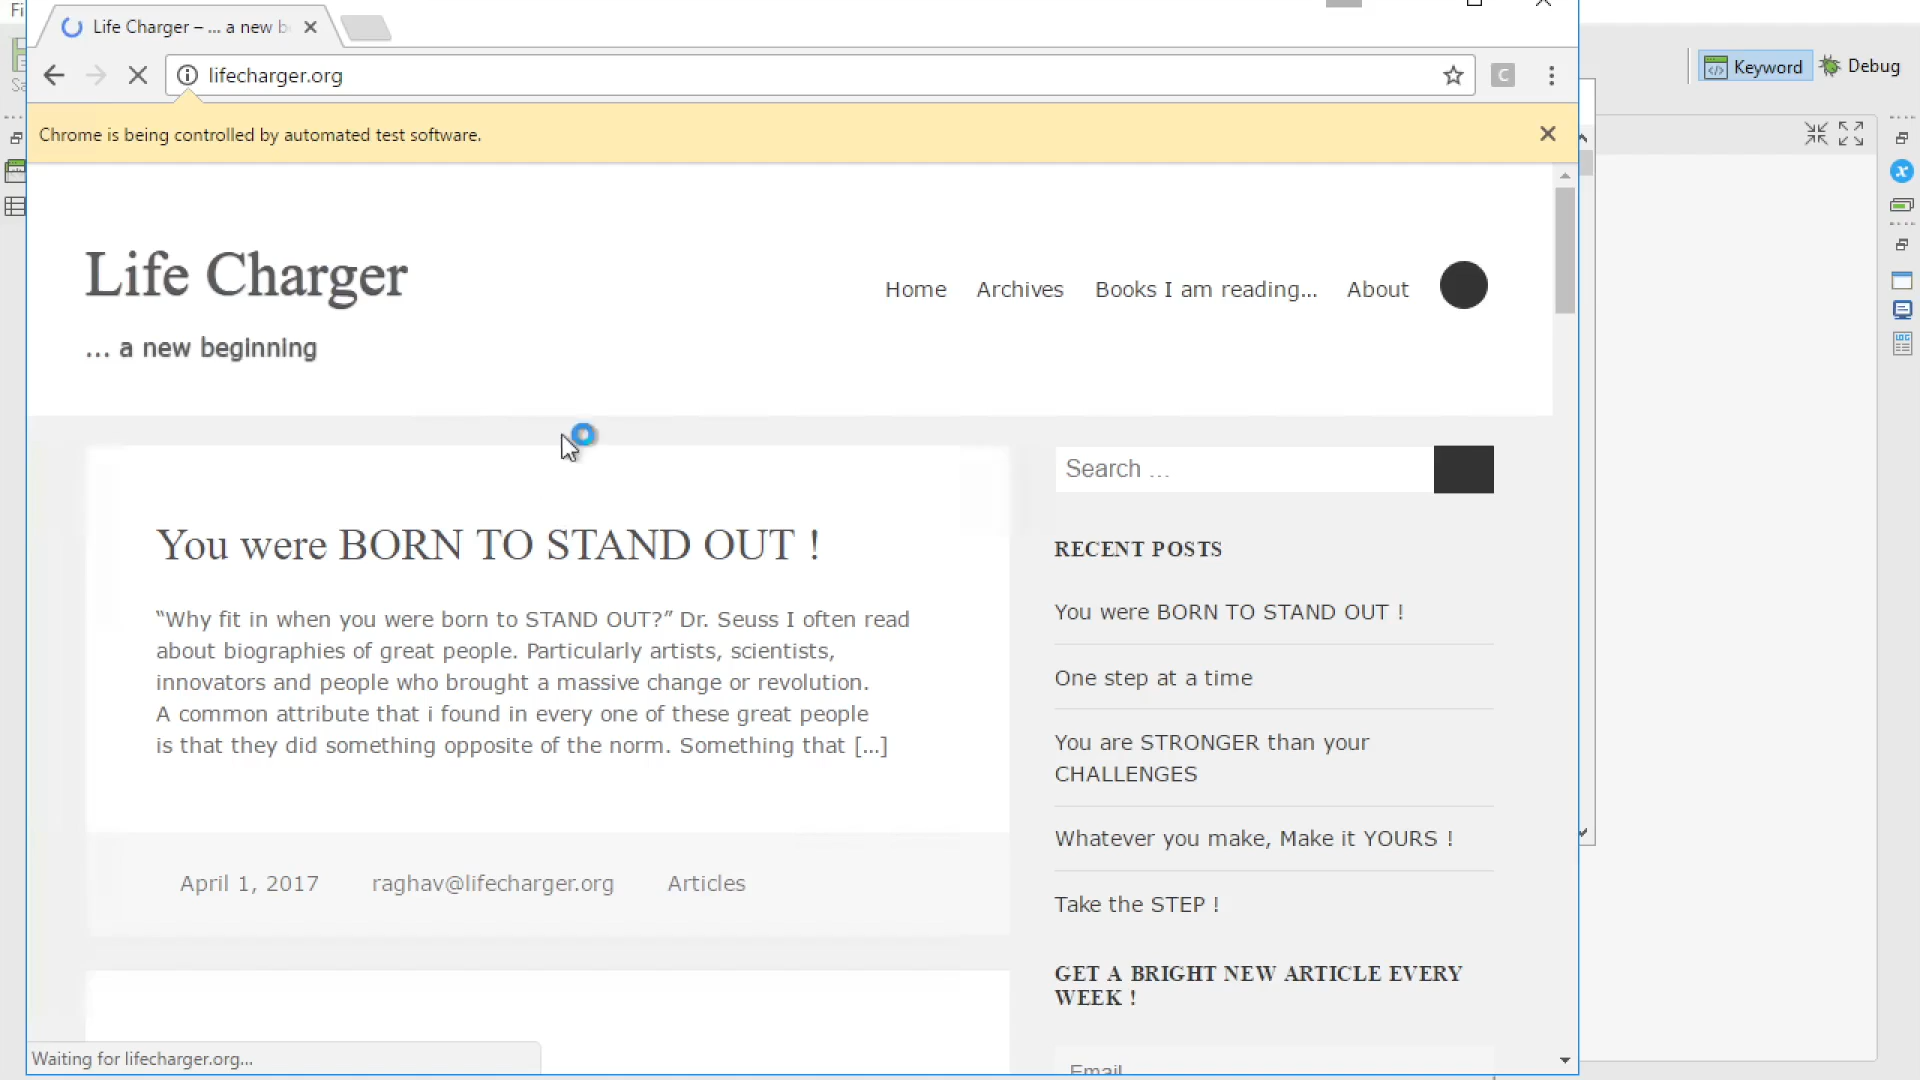 Fi
Life Charger – ... a new b
lifecharger.org
C
Keyword
Debug
Chrome is being controlled by automated test software.
Life Charger
... a new beginning
Home
Archives
Books I am reading...
About
Search ...
You were BORN TO STAND OUT !
“Why fit in when you were born to STAND OUT?” Dr. Seuss I often read
about biographies of great people. Particularly artists, scientists,
innovators and people who brought a massive change or revolution.
A common attribute that i found in every one of these great people
is that they did something opposite of the norm. Something that [...]
April 1, 2017
raghav@lifecharger.org
Articles
RECENT POSTS
You were BORN TO STAND OUT !
One step at a time
You are STRONGER than your
CHALLENGES
Whatever you make, Make it YOURS !
Take the STEP !
GET A BRIGHT NEW ARTICLE EVERY
WEEK !
Email
Waiting for lifecharger.org...